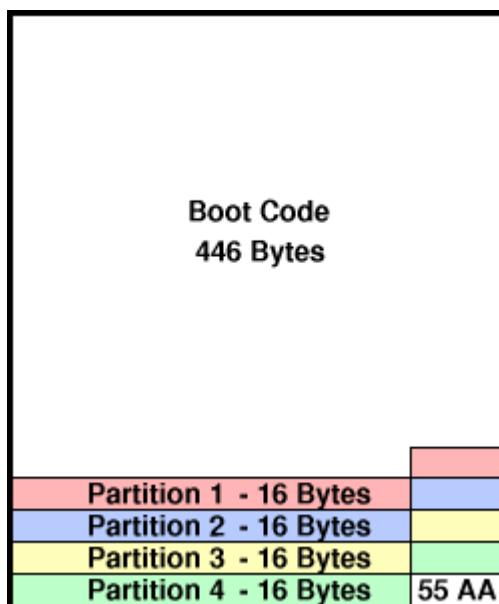 Boot Code
446 Bytes
Partition 1 - 16 Bytes
Partition 2 - 16 Bytes
Partition 3 - 16 Bytes
Partition 4 - 16 Bytes 55 AA